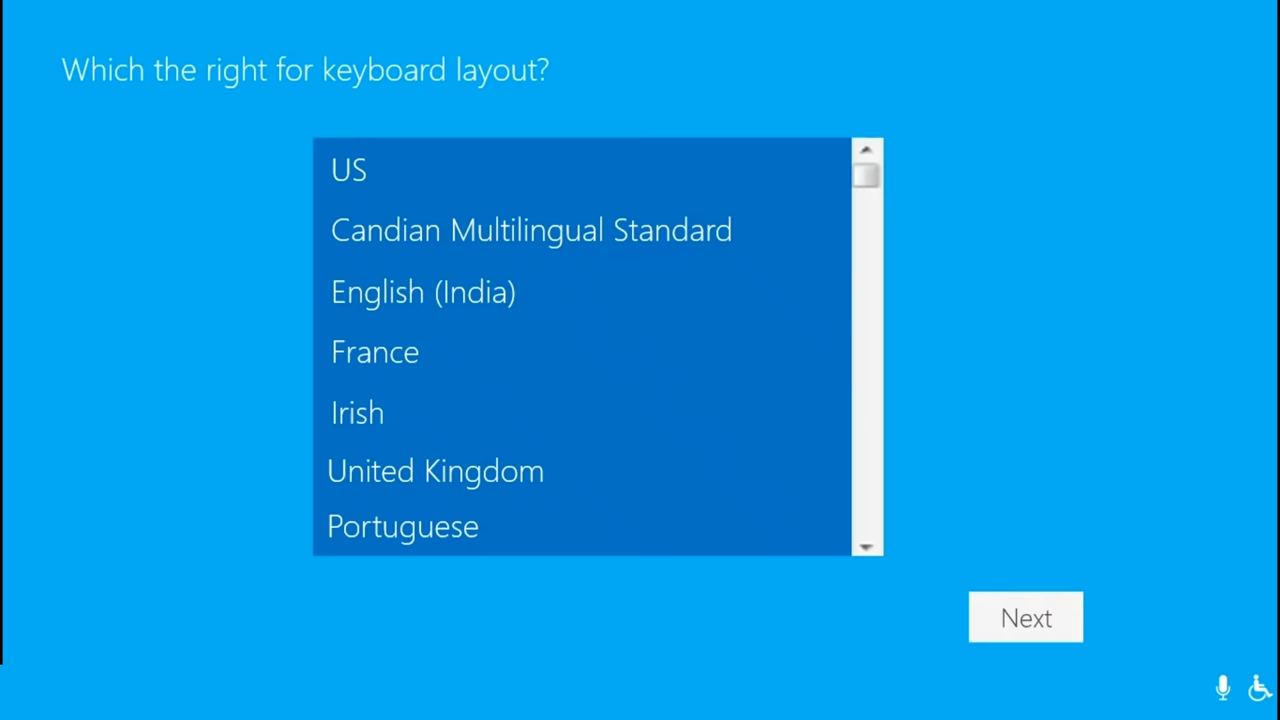 Which the right for keyboard layout?
US
Candian Multilingual Standard
English (India)
France
Irish
United Kingdom
Portuguese
Next